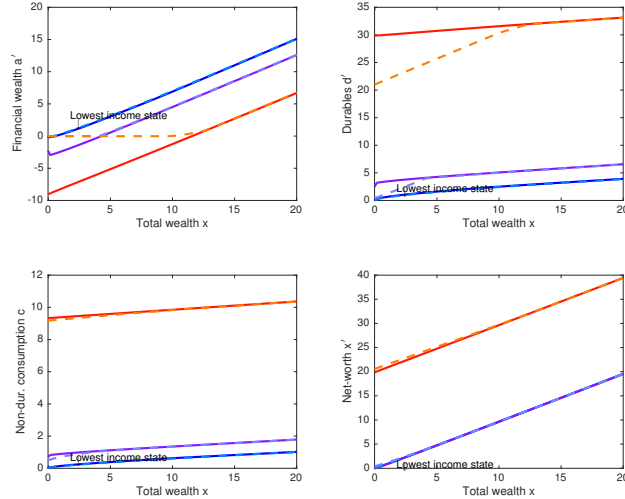 20
15
10
5
0
-5
-10
Financial wealth a′
Lowest income state
0 5 10 15 20
Total wealth x
35
30
25
20
15
10
5
0
Durables d′
Lowest income state
0 5 10 15 20
Total wealth x
12
10
8
6
4
2
0
Non-dur. consumption c
Lowest income state
0 5 10 15 20
Total wealth x
40
35
30
25
20
15
10
5
0
Net-worth x′
Lowest income state
0 5 10 15 20
Total wealth x